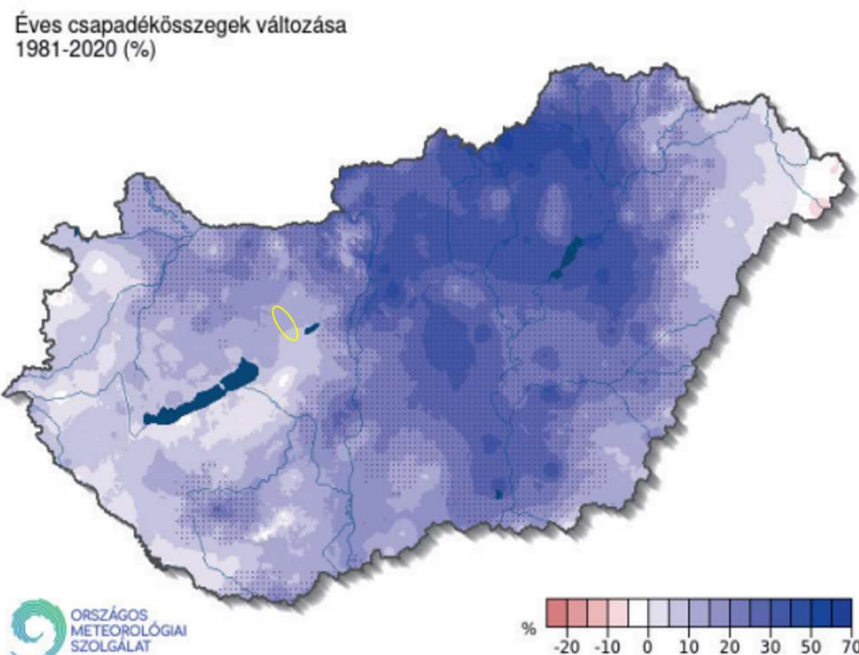 Éves csapadékösszegek változása
1981-2020 (%)
ORSZÁGOS
METEOROLÓGIAI
SZOLGÁLAT
%
-20 -10 0 10 20 30 50 70